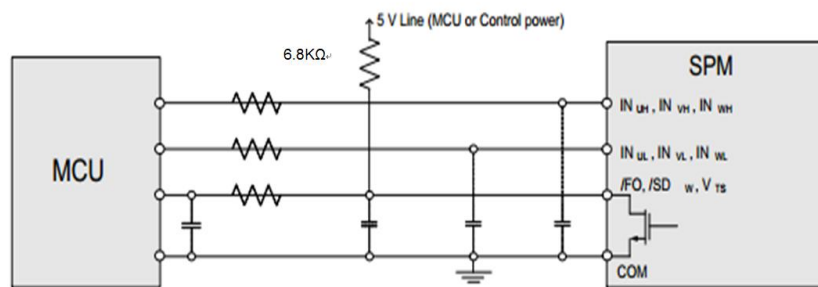 5 V Line (MCU or Control power)
6.8KΩ
SPM
IN UH , IN VH , IN WH
MCU
IN UL , IN VL , IN WL
/FO, /SD W , V TS
COM